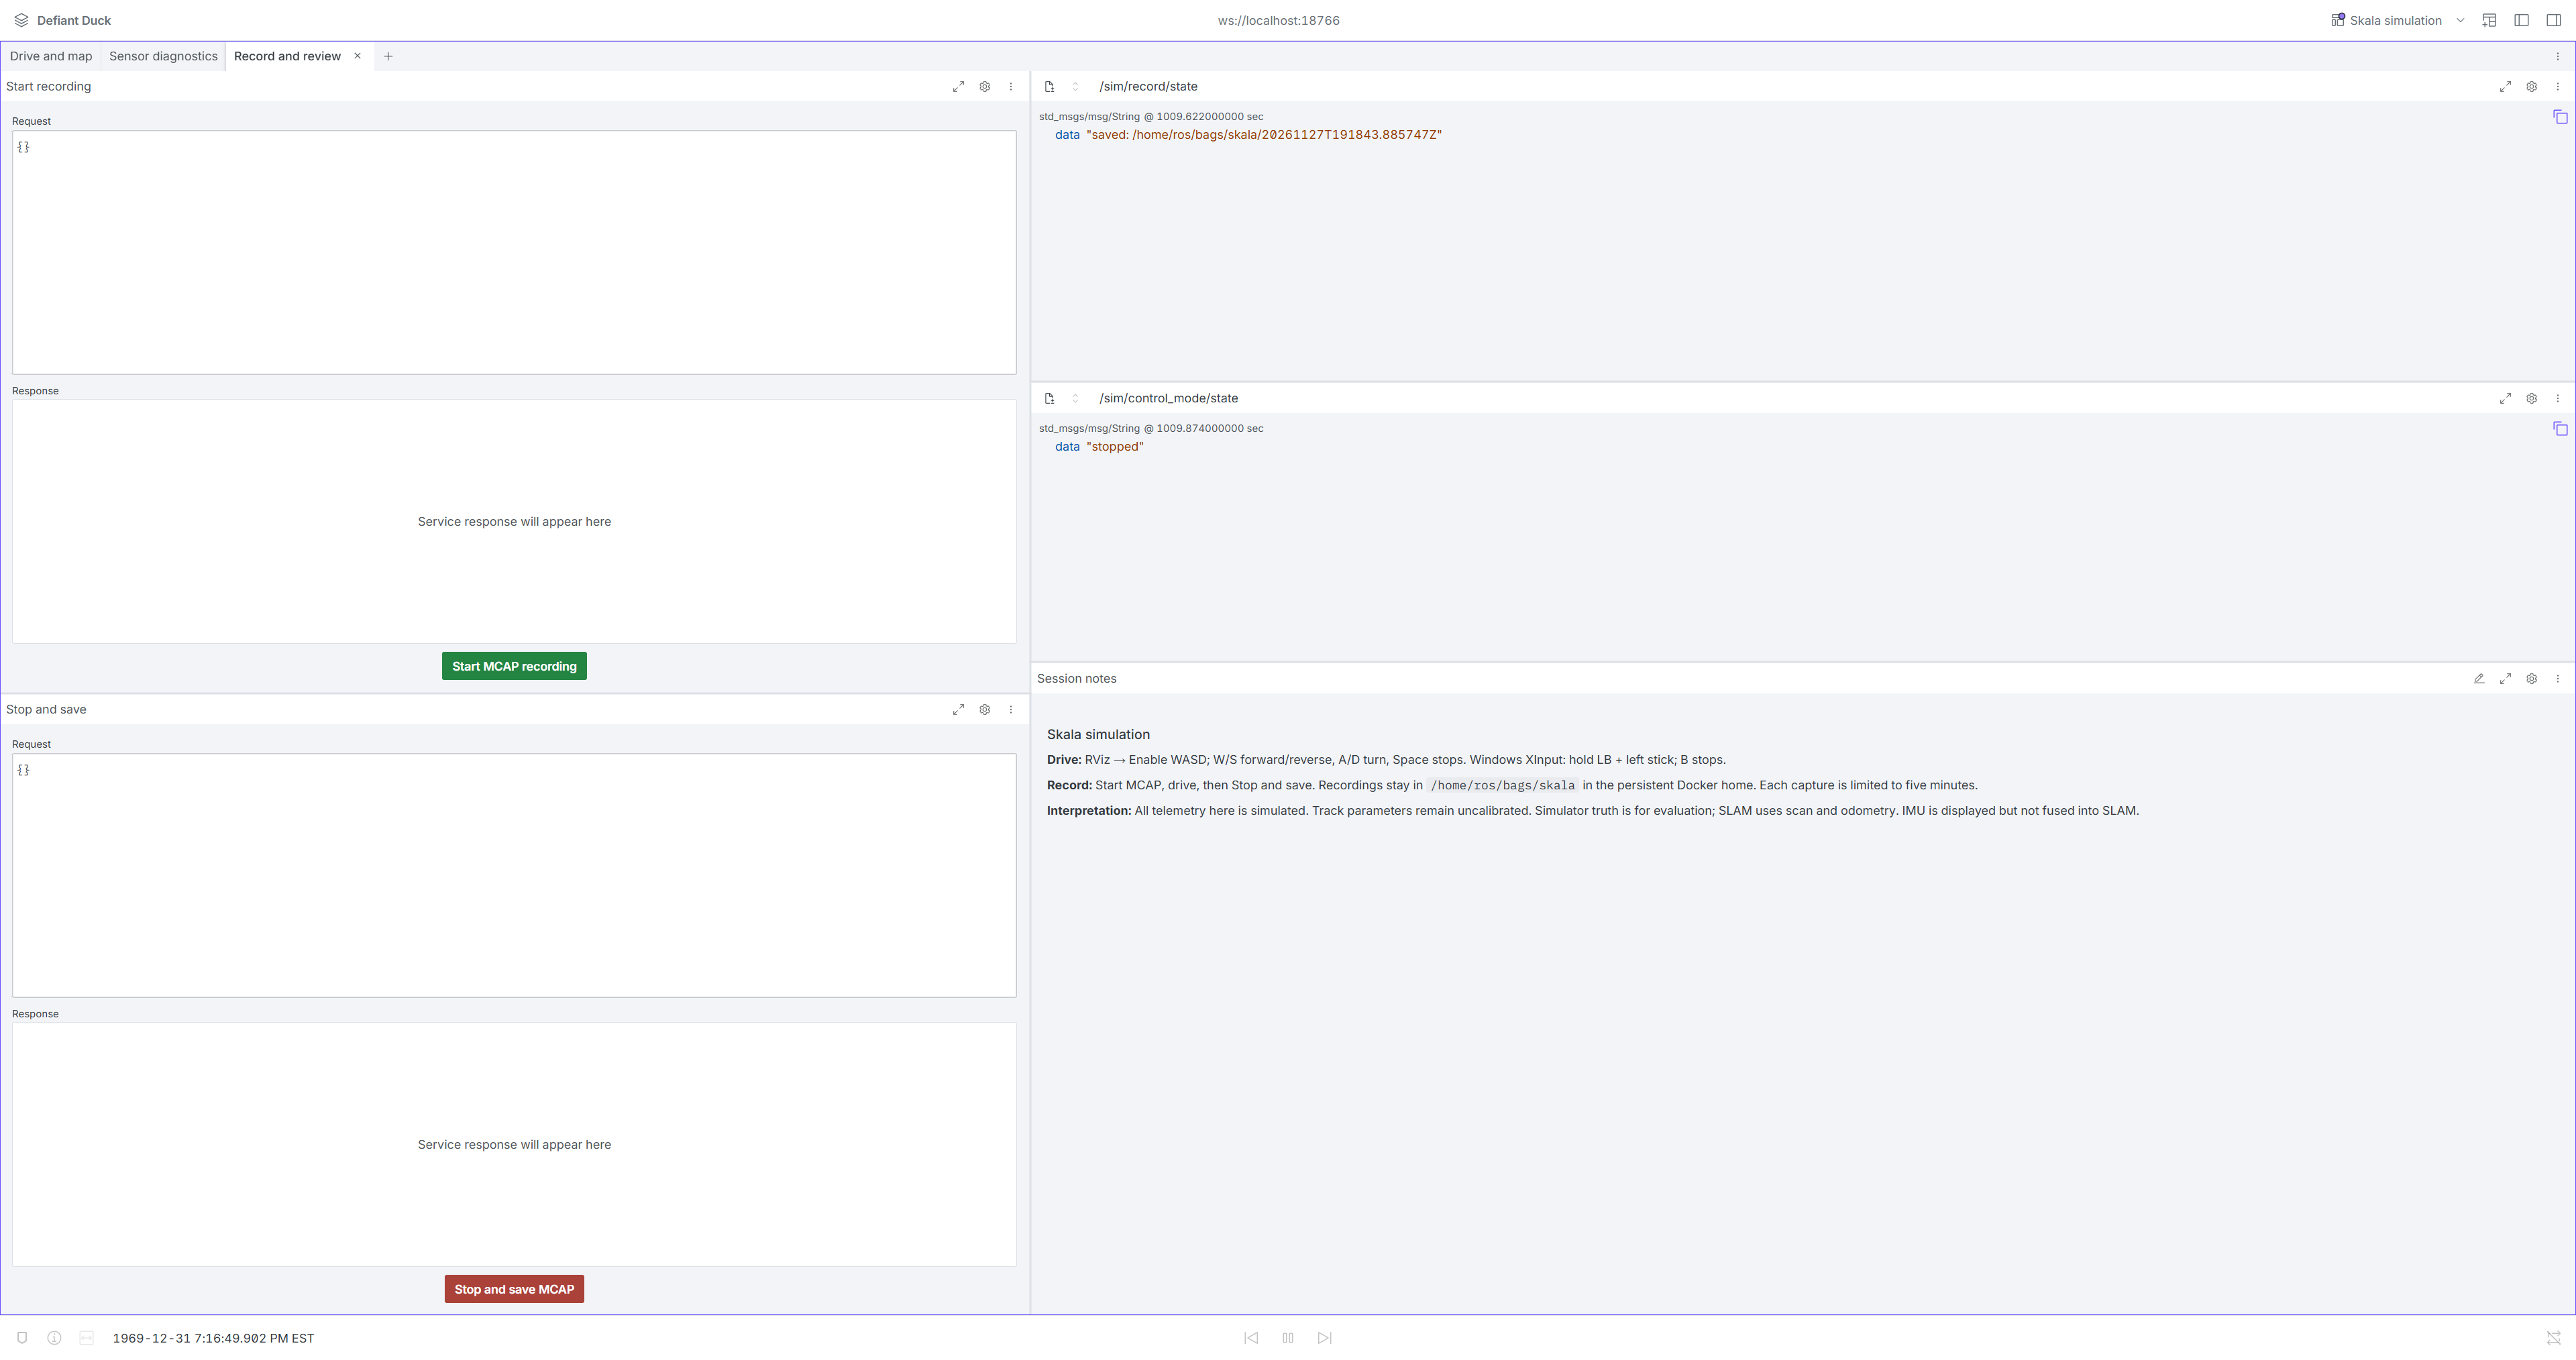 Defiant Duck
ws://localhost:18766
Skala simulation
Drive and map
Sensor diagnostics
Record and review
Start recording
Request
{}
Response
Service response will appear here
Start MCAP recording
Stop and save
Request
{}
Response
Service response will appear here
Stop and save MCAP
/sim/record/state
std_msgs/msg/String @ 1009.622000000 sec
data "saved: /home/ros/bags/skala/20261127T191843.885747Z"
/sim/control_mode/state
std_msgs/msg/String @ 1009.874000000 sec
data "stopped"
Session notes
Skala simulation
Drive: RViz → Enable WASD; W/S forward/reverse, A/D turn, Space stops. Windows XInput: hold LB + left stick; B stops.
Record: Start MCAP, drive, then Stop and save. Recordings stay in /home/ros/bags/skala in the persistent Docker home. Each capture is limited to five minutes.
Interpretation: All telemetry here is simulated. Track parameters remain uncalibrated. Simulator truth is for evaluation; SLAM uses scan and odometry. IMU is displayed but not fused into SLAM.
1969-12-31 7:16:49.902 PM EST